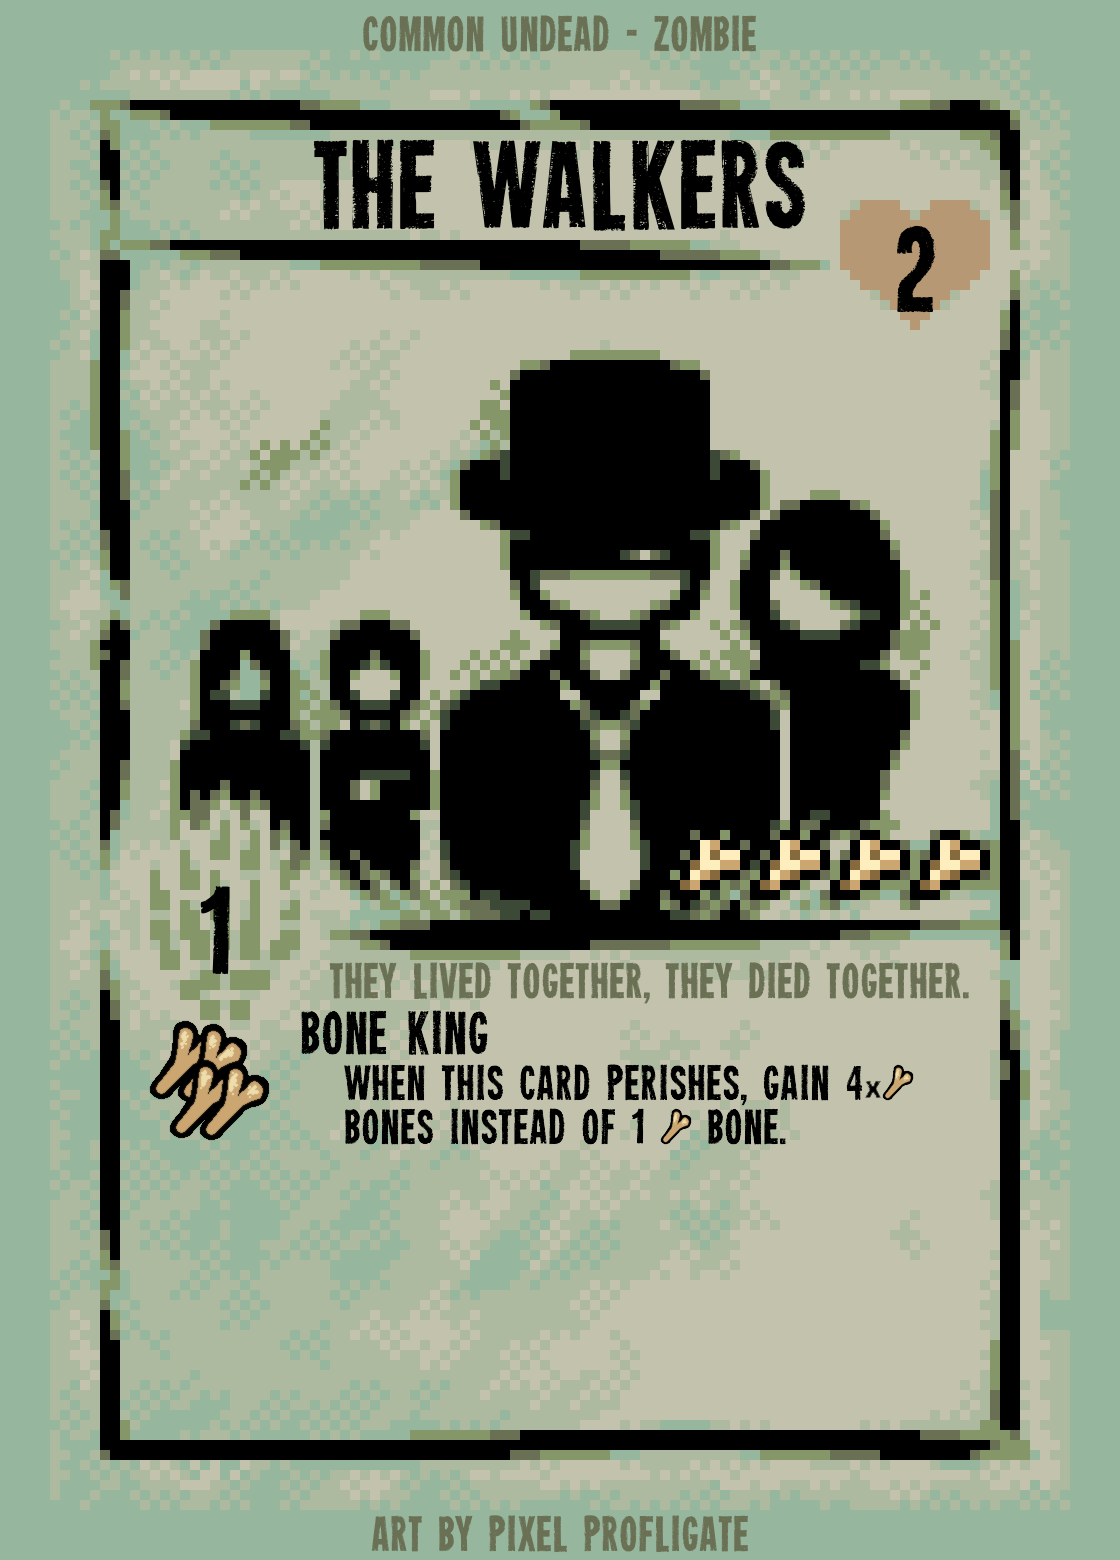 COMMON UNDEAD - ZOMBIE
THE WALKERS
2
1
THEY LIVED TOGETHER, THEY DIED TOGETHER.
BONE KING
WHEN THIS CARD PERISHES, GAIN 4x
BONES INSTEAD OF 1 BONE.
ART BY PIXEL PROFLIGATE